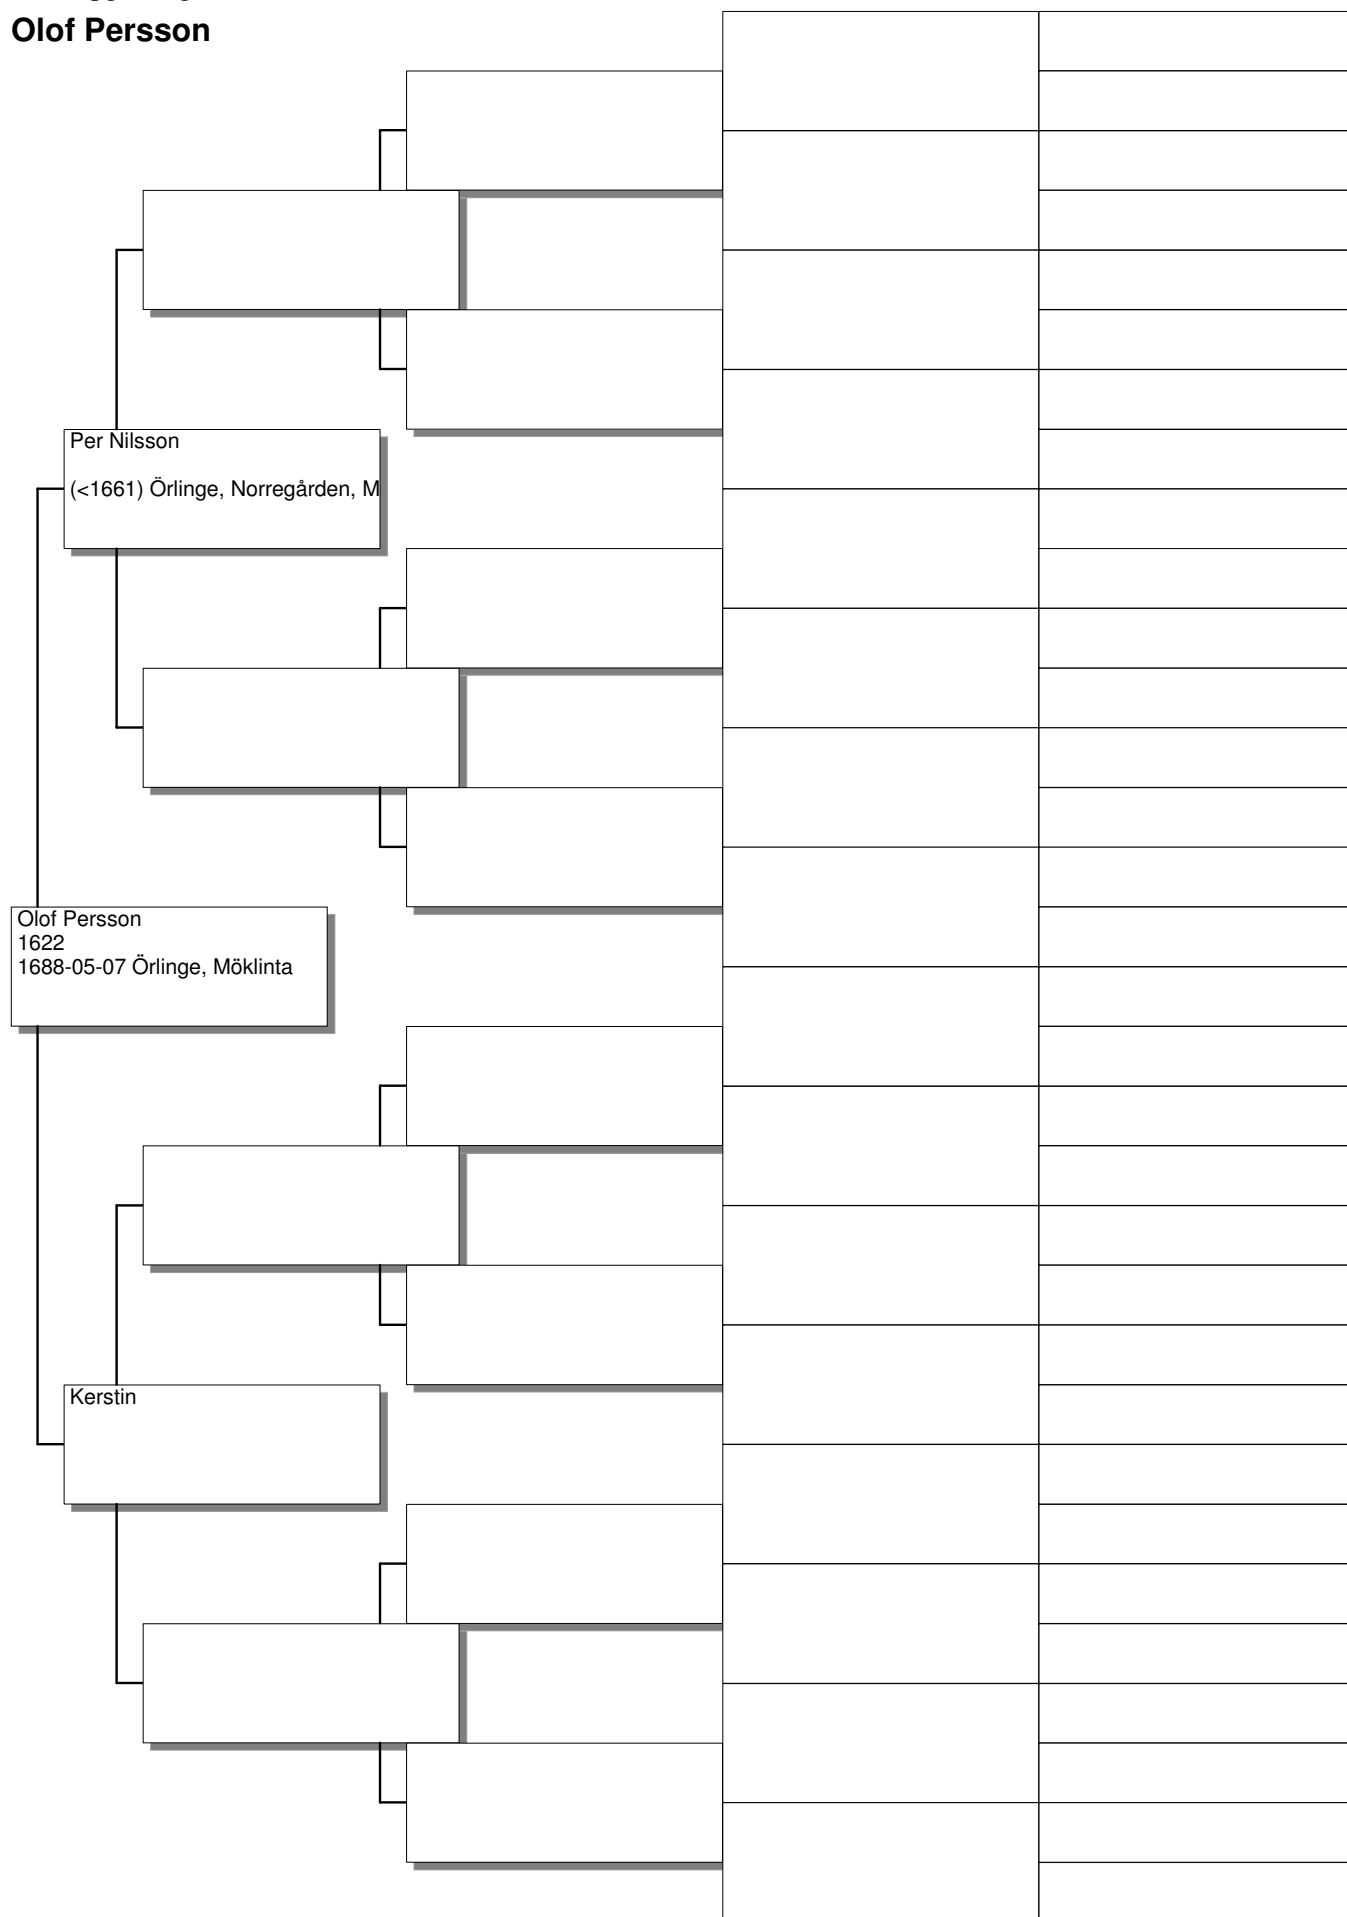 Olof Persson
Per Nilsson
(<1661) Örlinge, Norregården, M
Olof Persson
1622
1688-05-07 Örlinge, Möklinta
Kerstin